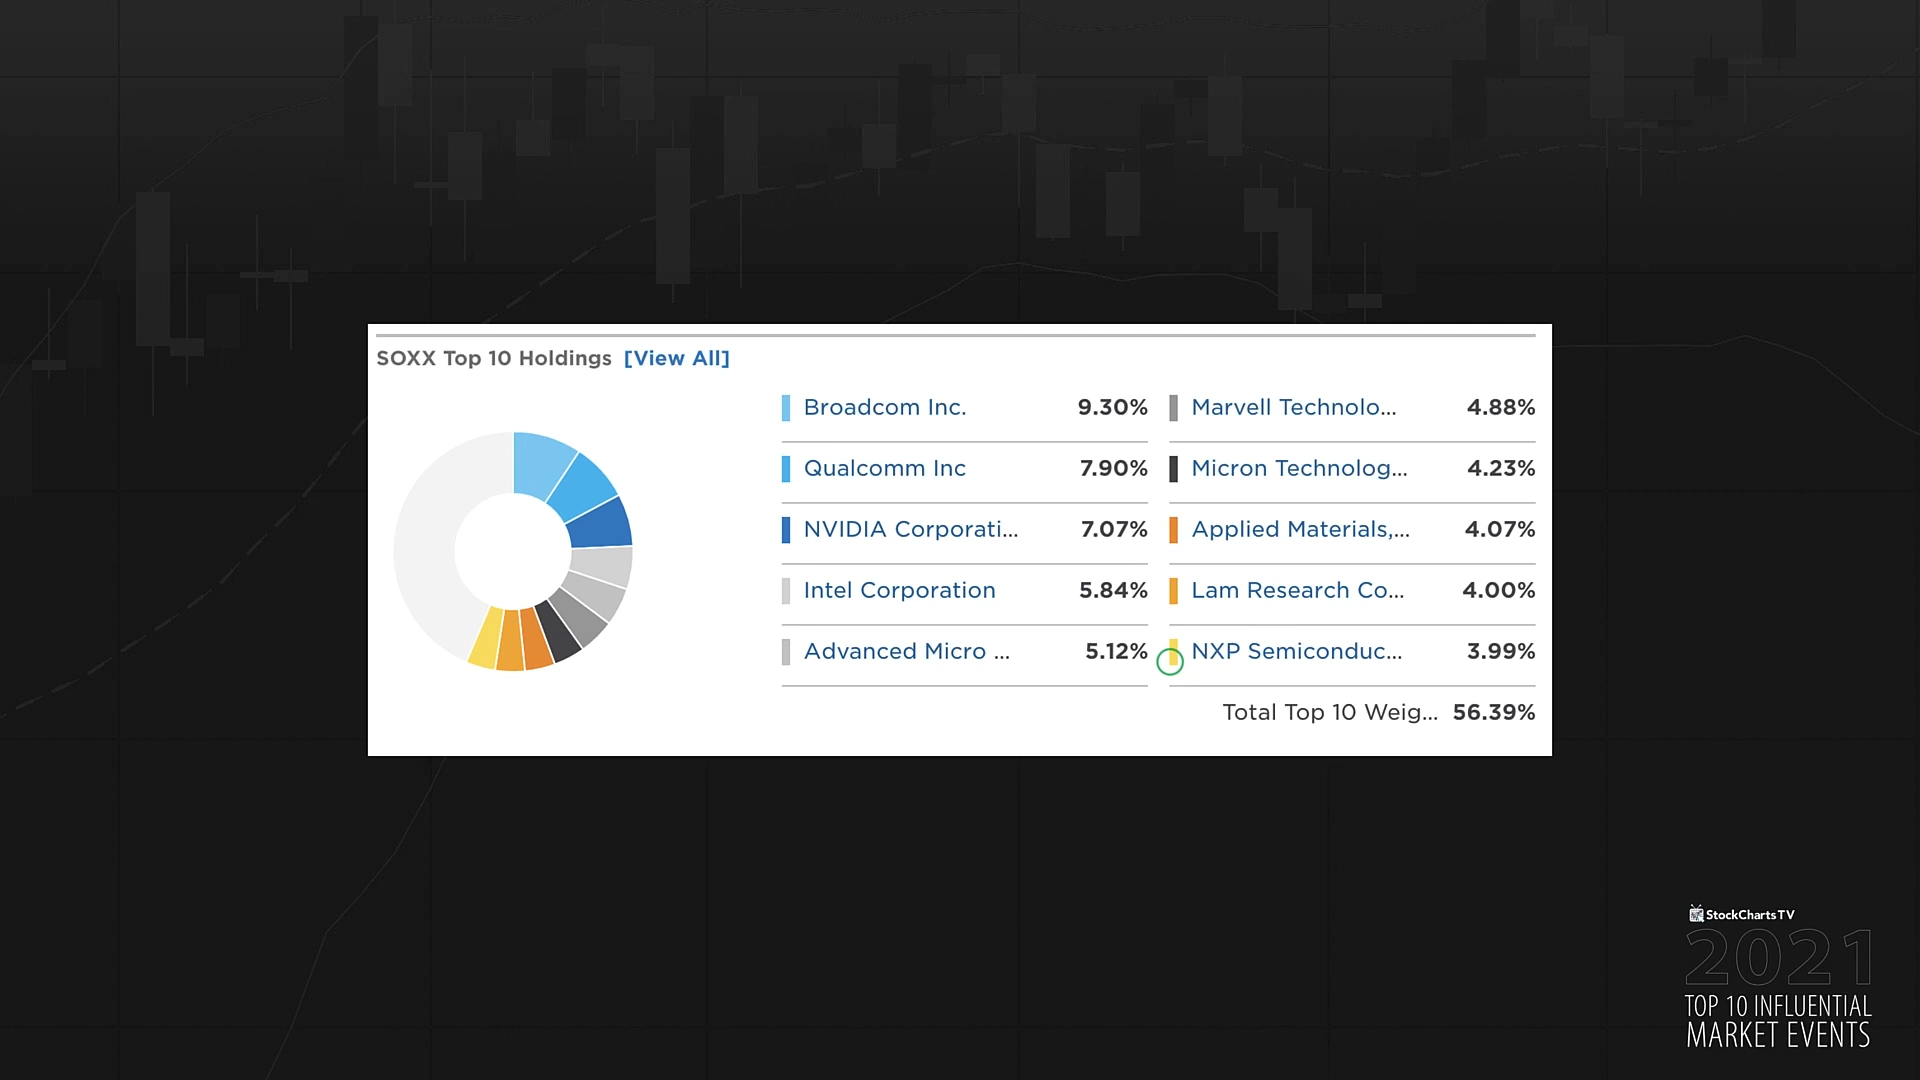 SOXX Top 10 Holdings [View All]
Broadcom Inc. 9.30%
Qualcomm Inc 7.90%
NVIDIA Corporati... 7.07%
Intel Corporation 5.84%
Advanced Micro ... 5.12%
Marvell Technolo... 4.88%
Micron Technolog... 4.23%
Applied Materials,... 4.07%
Lam Research Co... 4.00%
NXP Semiconduc... 3.99%
Total Top 10 Weig... 56.39%
StockCharts TV
2021
TOP 10 INFLUENTIAL
MARKET EVENTS